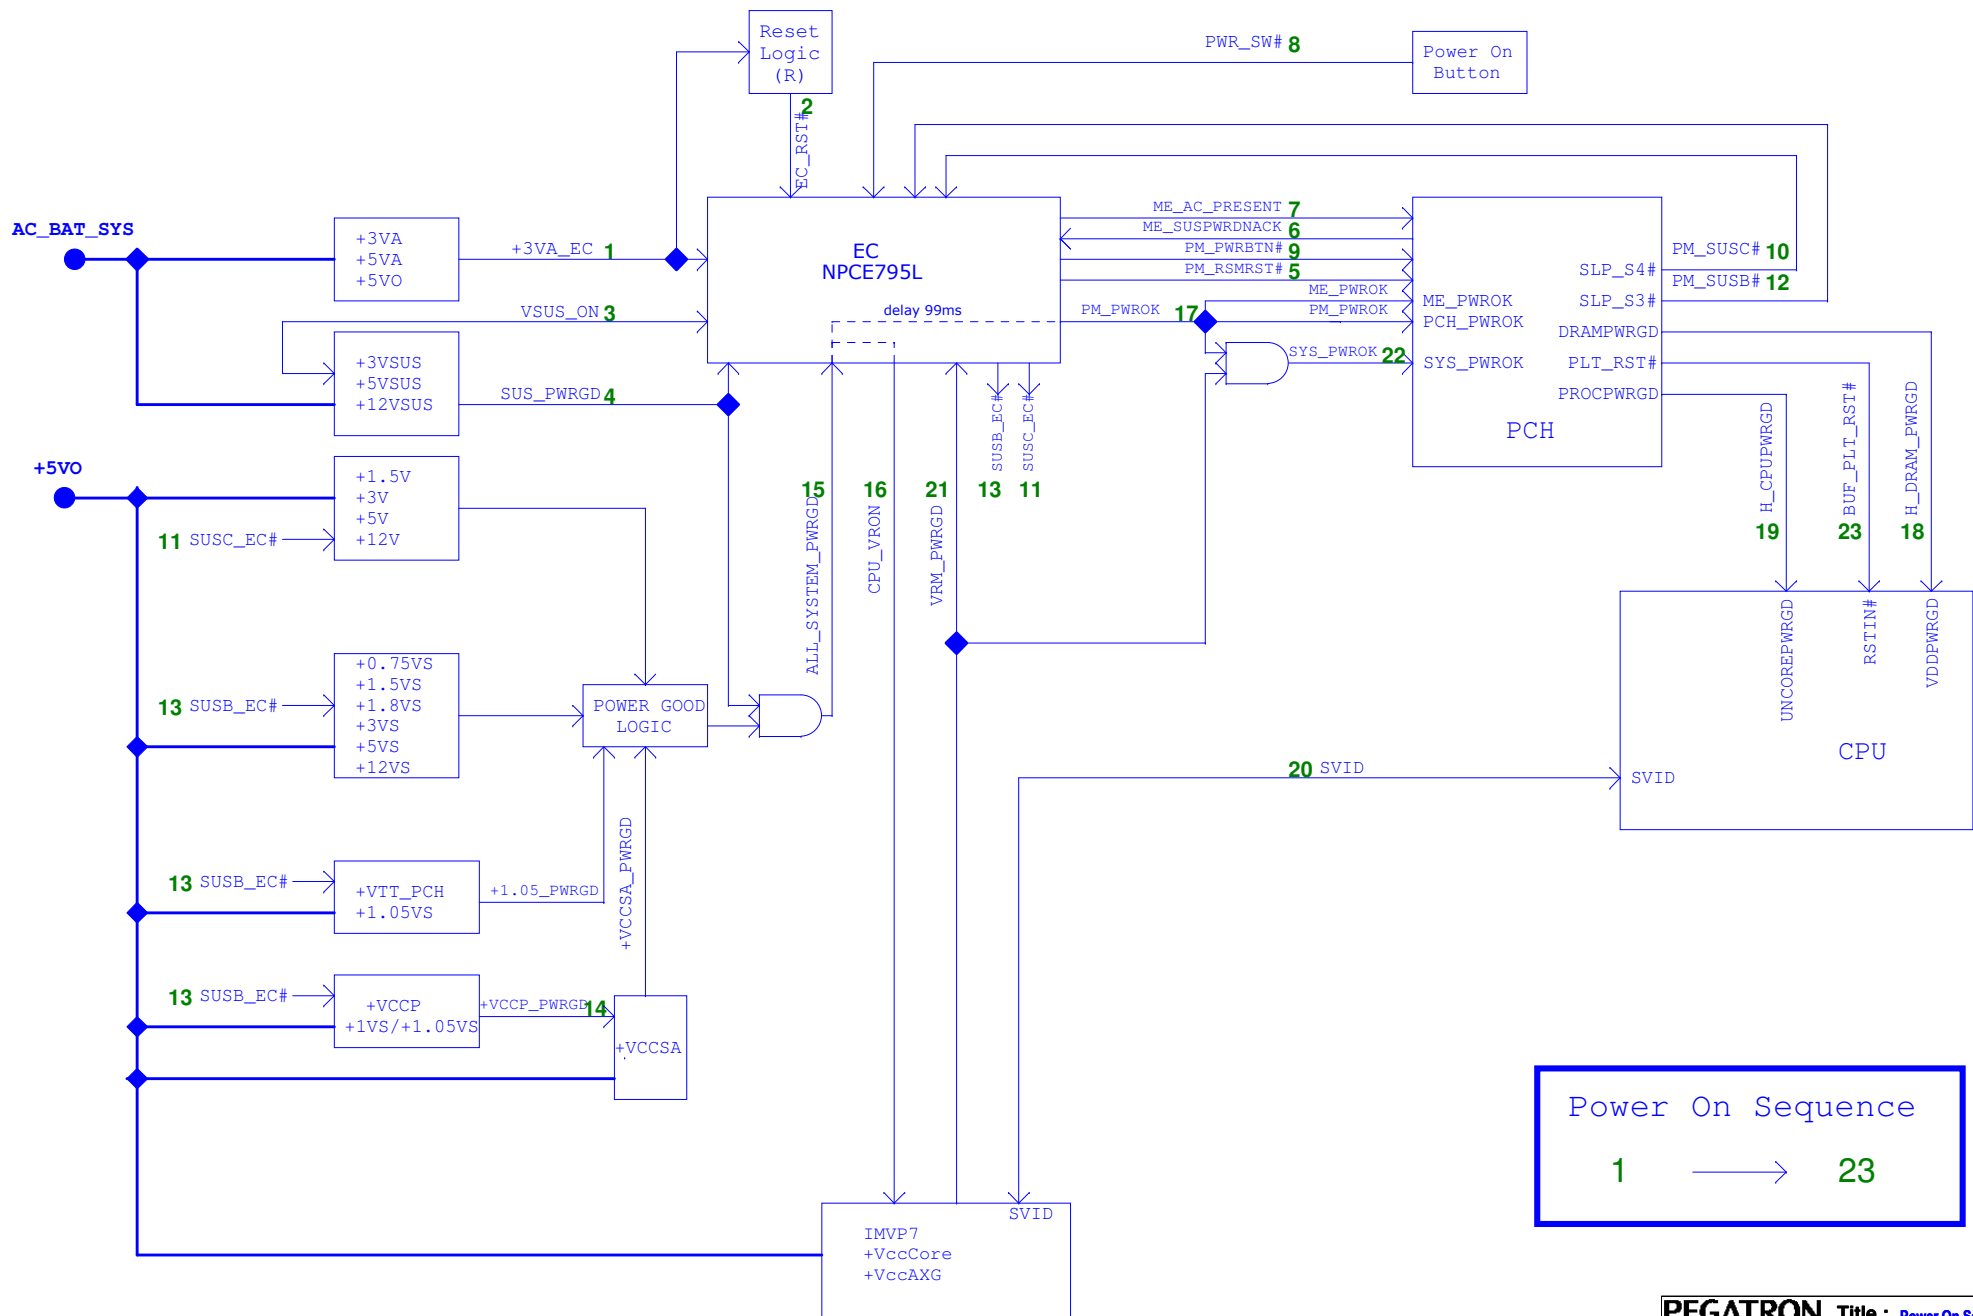 Reset
Logic
(R)
2
EC_RST#
PWR_SW# 8
Power On
Button
AC_BAT_SYS
+3VA
+5VA
+5VO
+3VA_EC 1
VSUS_ON 3
+3VSUS
+5VSUS
+12VSUS
SUS_PWRGD 4
EC
NPCE795L
delay 99ms
ME_AC_PRESENT 7
ME_SUSPWRDNACK 6
PM_PWRBTN# 9
PM_RSMRST# 5
ME_PWROK
PM_PWROK 17
PM_PWROK
SYS_PWROK 22
SLP_S4#
ME_PWROK
SLP_S3#
PCH_PWROK
DRAMPWRGD
SYS_PWROK
PLT_RST#
PROCPWRGD
PCH
PM_SUSC# 10
PM_SUSB# 12
+5VO
+1.5V
+3V
+5V
+12V
11 SUSC_EC#
15
ALL_SYSTEM_PWRGD
16
CPU_VRON
21
VRM_PWRGD
SUSB_EC#
13
SUSC_EC#
11
H_CPUPWRGD
19
BUF_PLT_RST#
23
H_DRAM_PWRGD
18
UNCOREPWRGD
RSTIN#
VDDPWRGD
CPU
SVID
13 SUSB_EC#
+0.75VS
+1.5VS
+1.8VS
+3VS
+5VS
+12VS
POWER GOOD
LOGIC
20 SVID
13 SUSB_EC#
+VTT_PCH
+1.05VS
+1.05_PWRGD
+VCCSA_PWRGD
13 SUSB_EC#
+VCCP
+1VS/+1.05VS
+VCCP_PWRGD 14
+VCCSA
SVID
IMVP7
+VccCore
+VccAXG
Power On Sequence
1 23
PEGATRON Title : Power On S